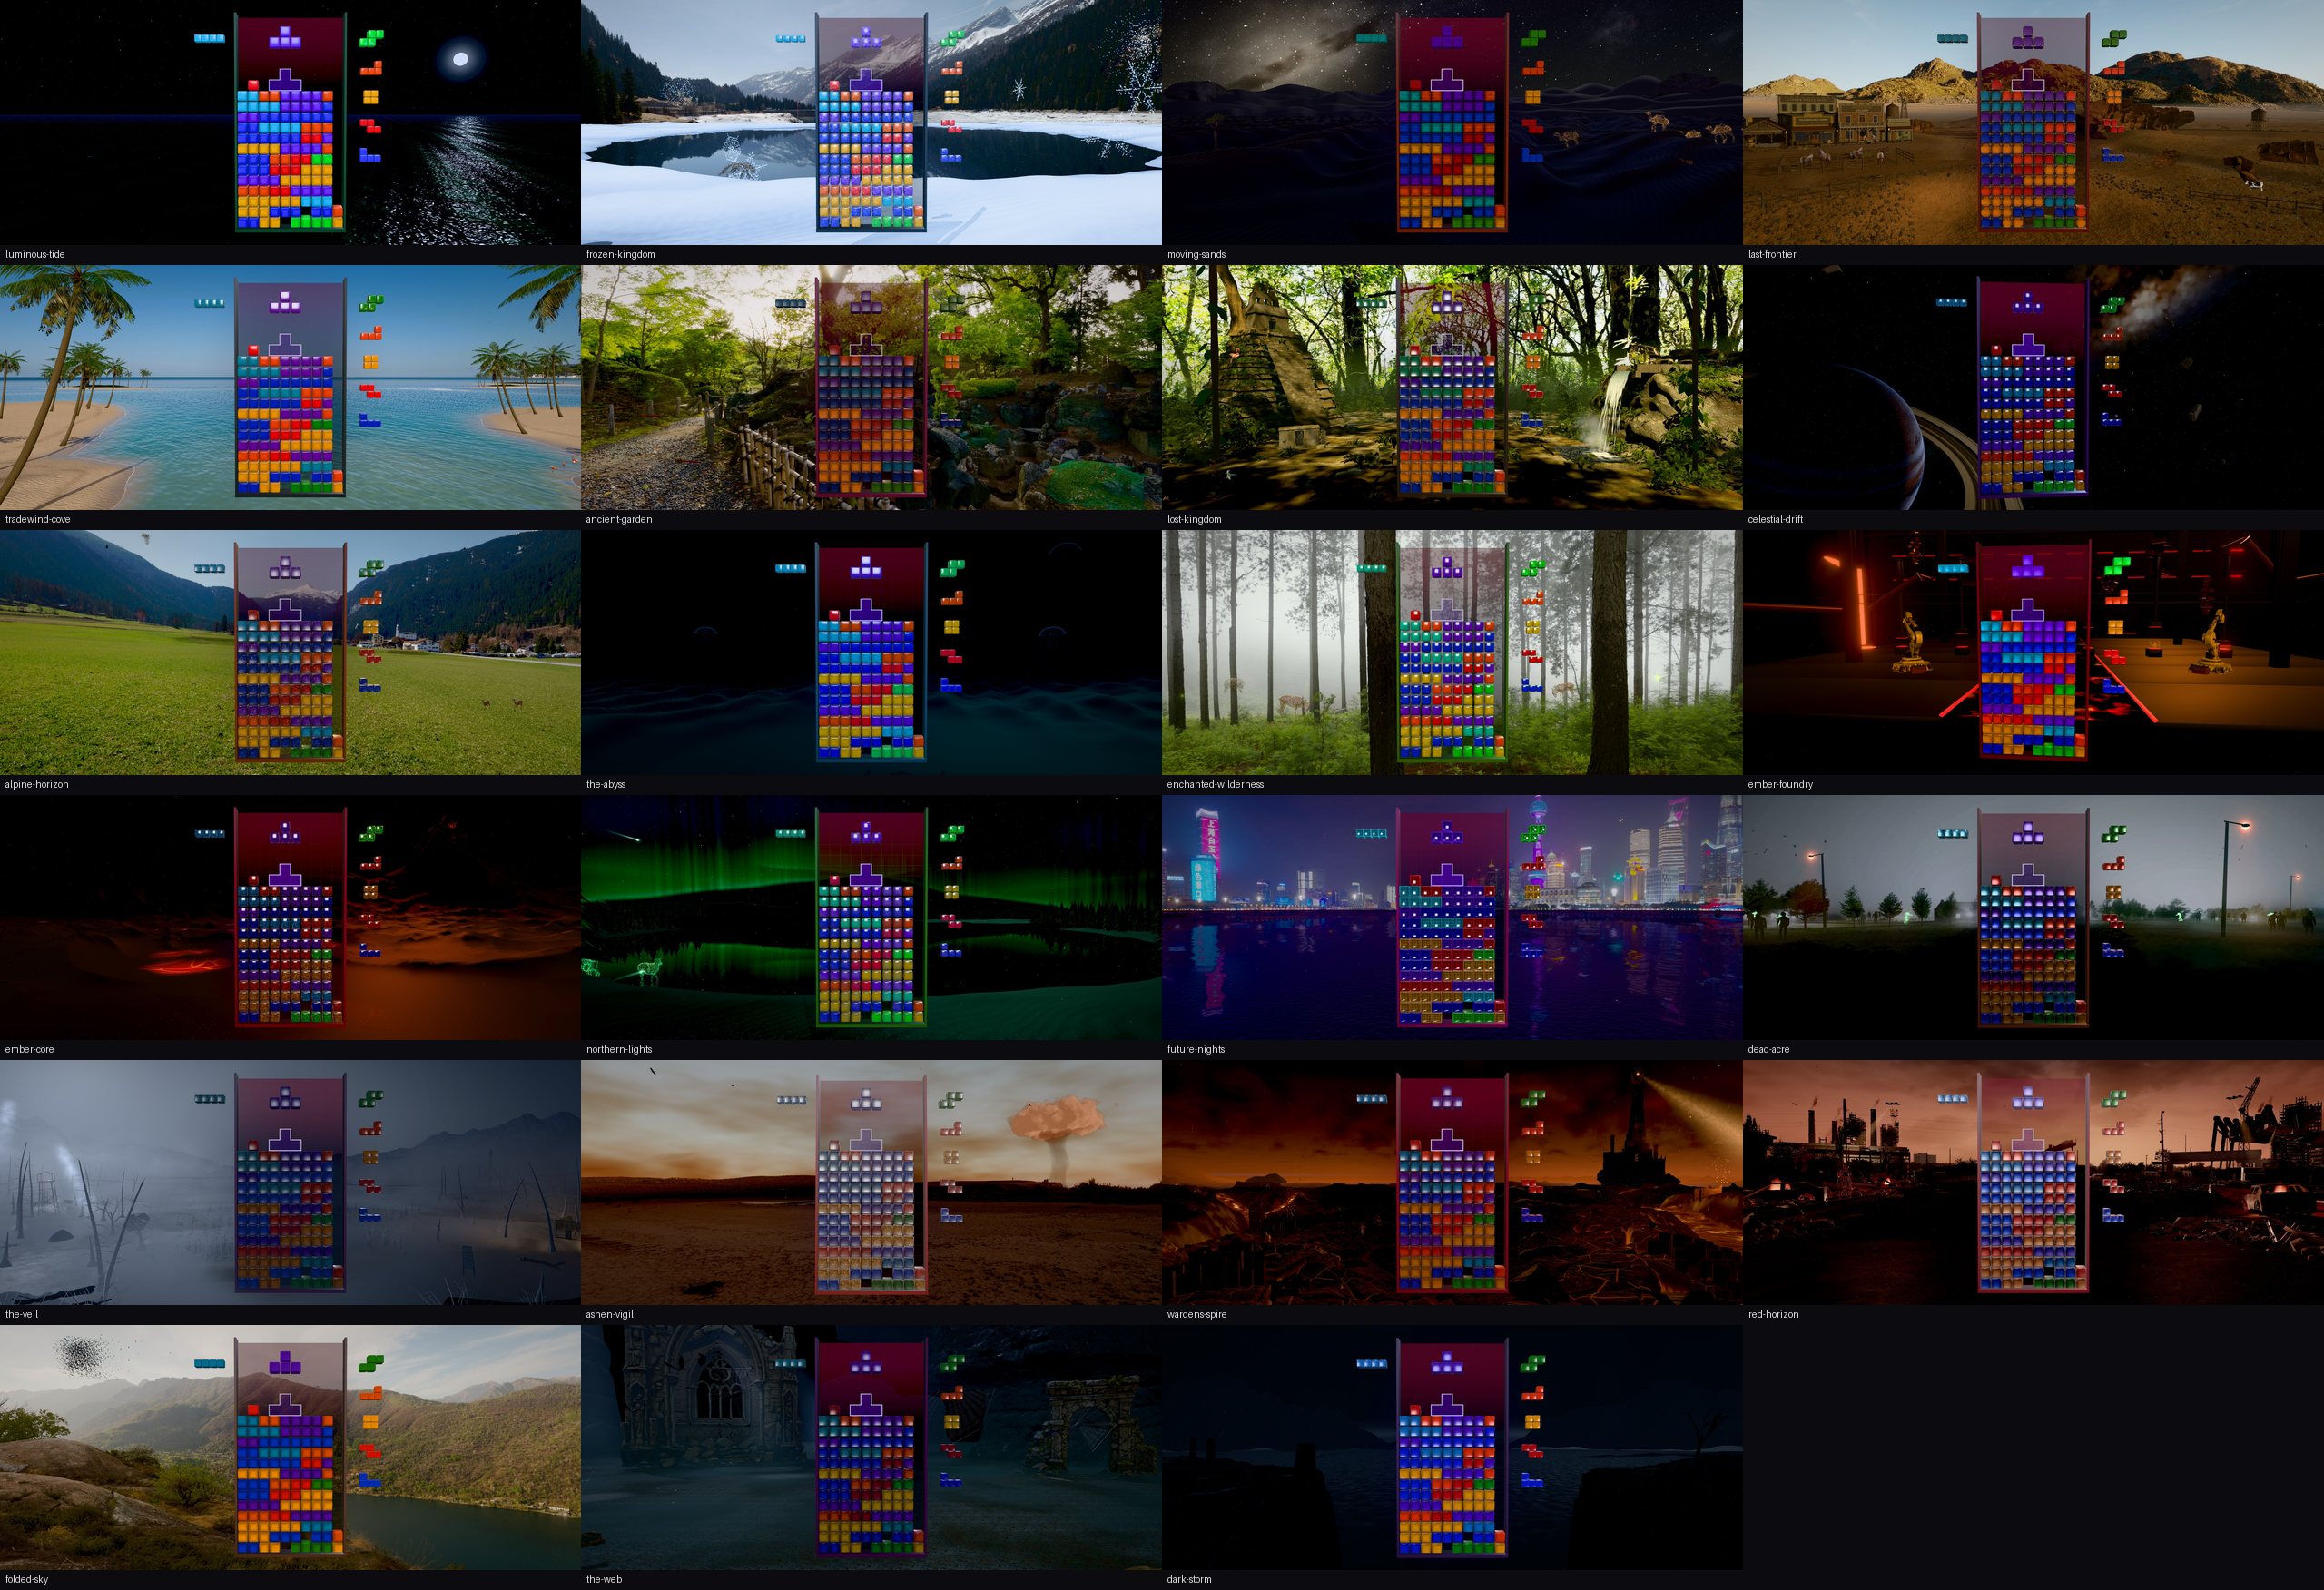 luminous-tide
frozen-kingdom
moving-sands
last-frontier
tradewind-cove
ancient-garden
lost-kingdom
celestial-drift
alpine-horizon
the-abyss
enchanted-wilderness
ember-foundry
ember-core
northern-lights
future-nights
dead-acre
the-veil
ashen-vigil
wardens-spire
red-horizon
folded-sky
the-web
dark-storm